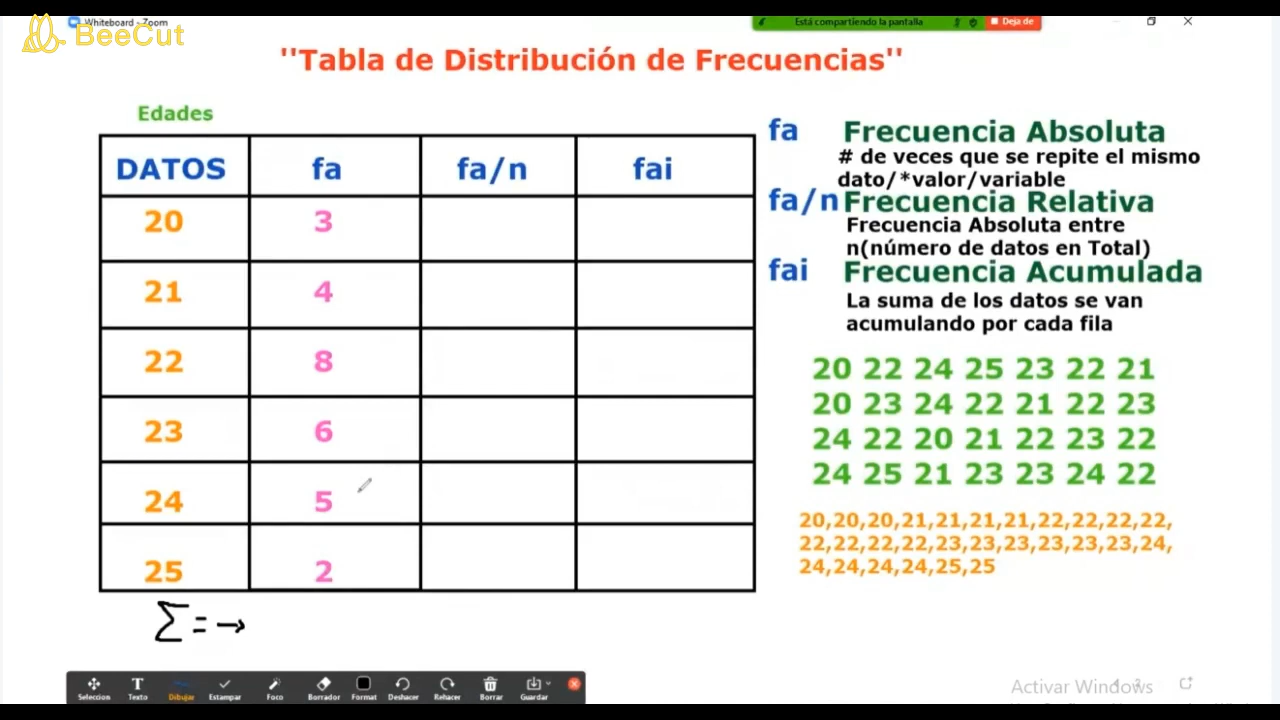 Whiteboard - Zoom
Está compartiendo la pantalla
Deja de
BeeCut
''Tabla de Distribución de Frecuencias''
Edades
DATOS fa fa/n fai
20 3
21 4
22 8
23 6
24 5
25 2
Σ = →
fa Frecuencia Absoluta
# de veces que se repite el mismo
dato/*valor/variable
fa/n Frecuencia Relativa
Frecuencia Absoluta entre
n(número de datos en Total)
fai Frecuencia Acumulada
La suma de los datos se van
acumulando por cada fila
20 22 24 25 23 22 21
20 23 24 22 21 22 23
24 22 20 21 22 23 22
24 25 21 23 23 24 22
20,20,20,21,21,21,21,22,22,22,22,
22,22,22,22,23,23,23,23,23,23,24,
24,24,24,24,25,25
Seleccion Texto Dibujar Estampar Foco Borrador Format Deshacer Rehacer Borrar Guardar
Activar Windows